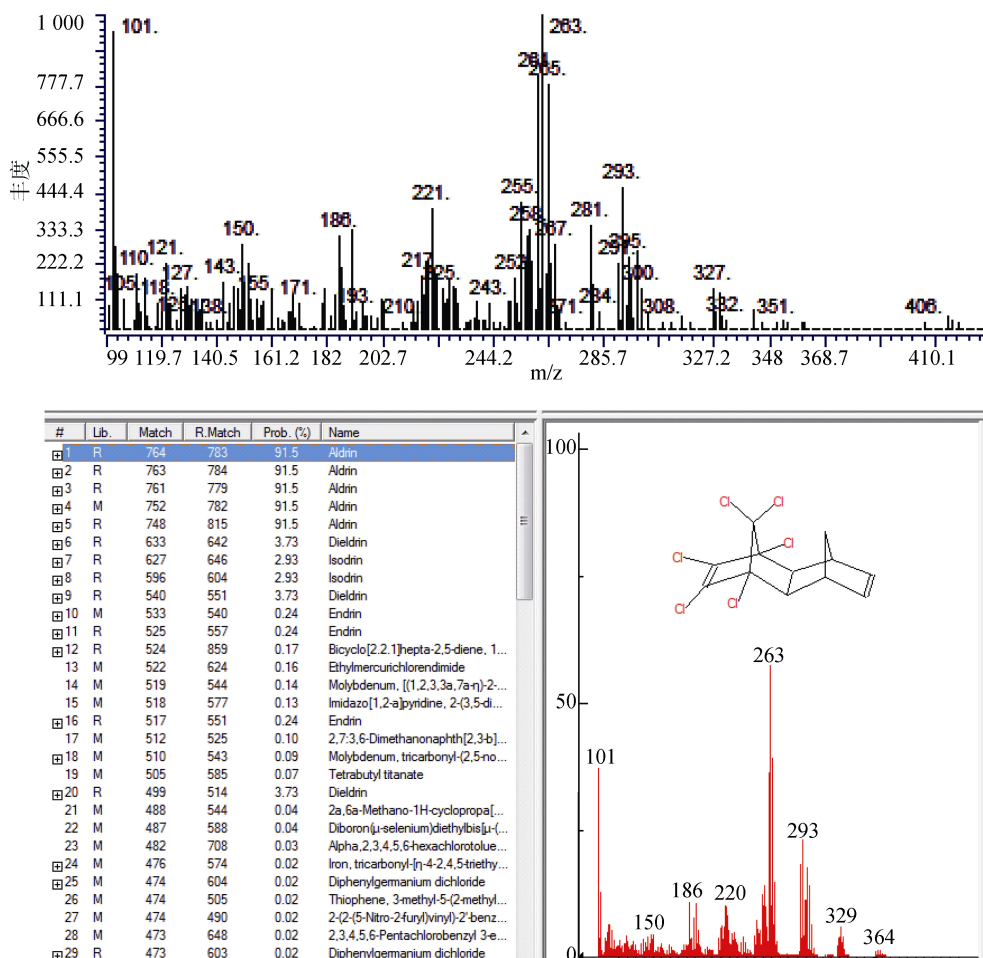 1 000
777.7
666.6
555.5
444.4
333.3
222.2
111.1
丰度
101.
105.
110.
118.
121.
127.
138.
143.
150.
155.
171.
186.
193.
210.
217.
221.
225.
243.
252.
255.
258.
263.
264.
265.
267.
271.
281.
284.
291.
293.
295.
300.
308.
327.
332.
351.
406.
99 119.7 140.5 161.2 182 202.7 244.2 285.7 327.2 348 368.7 410.1
m/z
# Lib. Match R.Match Prob. (%) Name
1 R 764 783 91.5 Aldrin
2 R 763 784 91.5 Aldrin
3 R 761 779 91.5 Aldrin
4 M 752 782 91.5 Aldrin
5 R 748 815 91.5 Aldrin
6 R 633 642 3.73 Dieldrin
7 R 627 646 2.93 Isodrin
8 R 596 604 2.93 Isodrin
9 R 540 551 3.73 Dieldrin
10 M 533 540 0.24 Endrin
11 R 525 557 0.24 Endrin
12 R 524 859 0.17 Bicyclo[2.2.1]hepta-2,5-diene, 1...
13 M 522 624 0.16 Ethylmercurichlorendimide
14 M 519 544 0.14 Molybdenum, [(1,2,3,3a,7a-η)-2-...
15 M 518 577 0.13 Imidazo[1,2-a]pyridine, 2-(3,5-di...
16 R 517 551 0.24 Endrin
17 M 512 525 0.10 2,7:3,6-Dimethanonaphth[2,3-b]...
18 M 510 543 0.09 Molybdenum, tricarbonyl-(2,5-no...
19 M 505 585 0.07 Tetrabutyl titanate
20 R 499 514 3.73 Dieldrin
21 M 488 544 0.04 2a,6a-Methano-1H-cyclopropa[...
22 M 487 588 0.04 Diboron(μ-selenium)diethylbis[μ-(...
23 M 482 708 0.03 Alpha,2,3,4,5,6-hexachlorotolue...
24 M 476 574 0.02 Iron, tricarbonyl-[η-4-2,4,5-triethy...
25 M 474 604 0.02 Diphenylgermanium dichloride
26 M 474 505 0.02 Thiophene, 3-methyl-5-(2-methyl...
27 M 474 490 0.02 2-(2-(5-Nitro-2-furyl)vinyl)-2'-benz...
28 M 473 648 0.02 2,3,4,5,6-Pentachlorobenzyl 3-e...
29 R 473 603 0.02 Diphenylgermanium dichloride
100
50
0
Cl
Cl
Cl
Cl
Cl
Cl
101
150
186
220
263
293
329
364